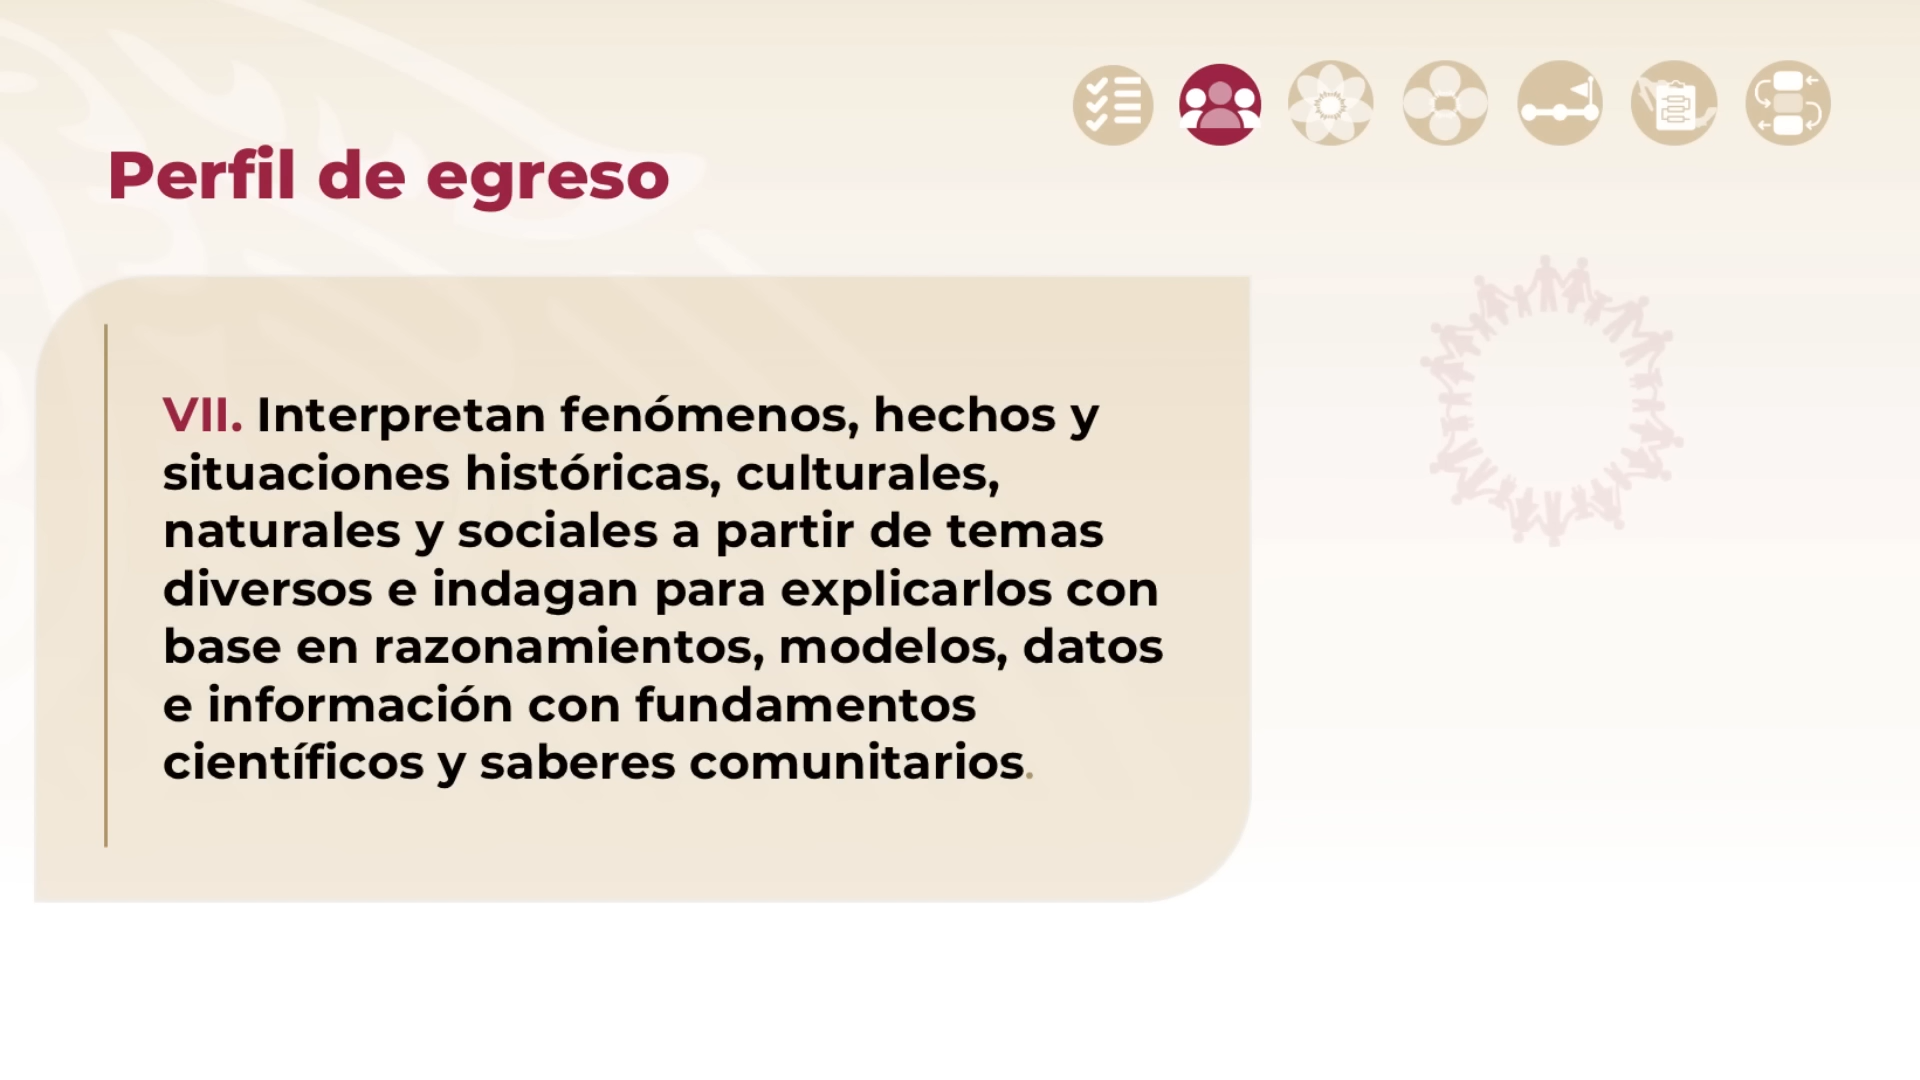 Perfil de egreso
VII. Interpretan fenómenos, hechos y
situaciones históricas, culturales,
naturales y sociales a partir de temas
diversos e indagan para explicarlos con
base en razonamientos, modelos, datos
e información con fundamentos
científicos y saberes comunitarios.